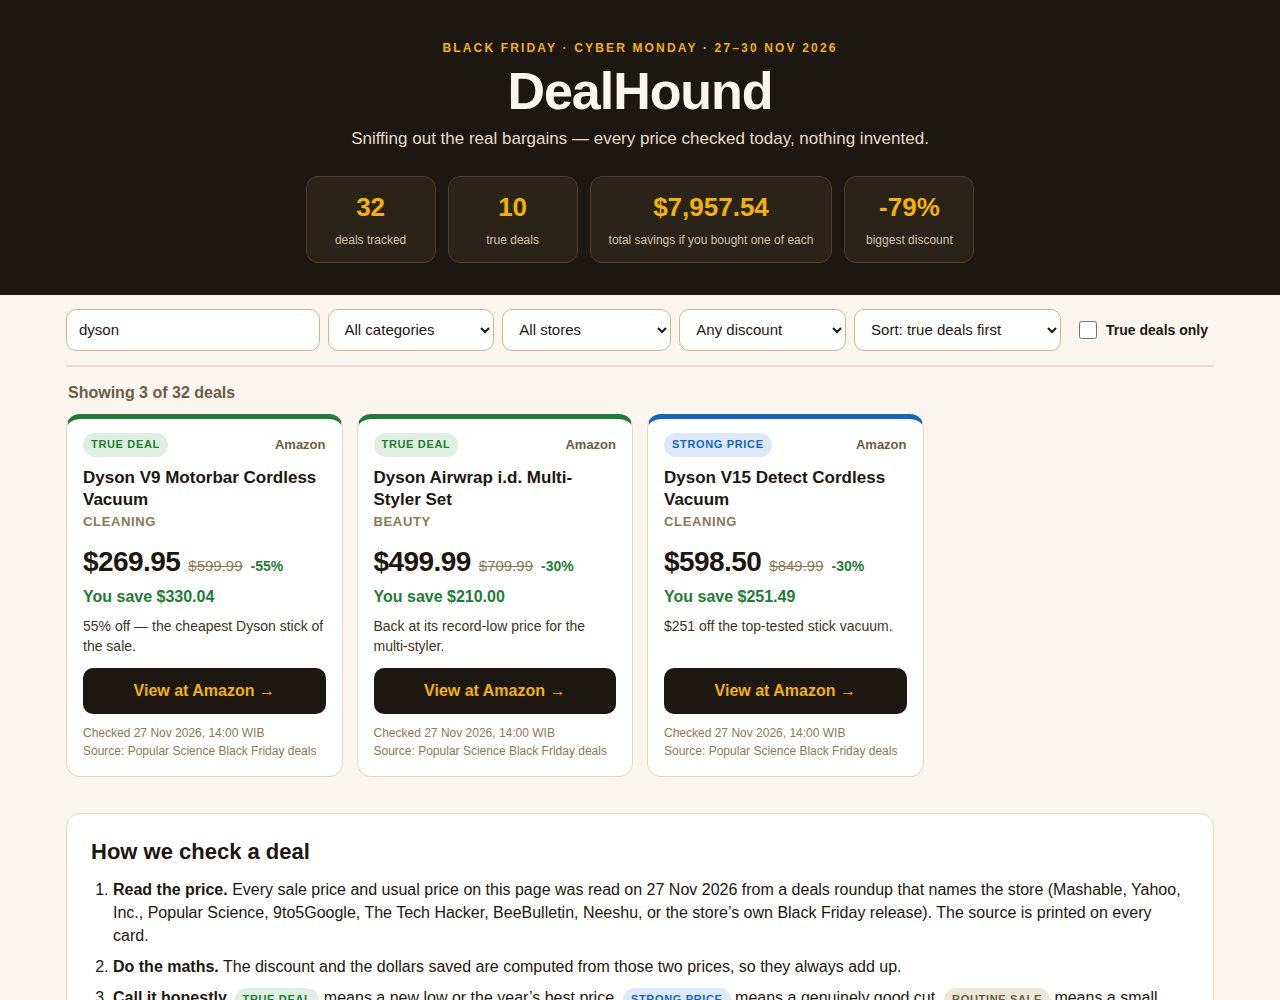 BLACK FRIDAY · CYBER MONDAY · 27–30 NOV 2026
DealHound
Sniffing out the real bargains — every price checked today, nothing invented.
32
deals tracked
10
true deals
$7,957.54
total savings if you bought one of each
-79%
biggest discount
dyson
All categories
All stores
Any discount
Sort: true deals first
True deals only
Showing 3 of 32 deals
TRUE DEAL
Amazon
Dyson V9 Motorbar Cordless
Vacuum
CLEANING
$269.95 $599.99 -55%
You save $330.04
55% off — the cheapest Dyson stick of
the sale.
View at Amazon →
Checked 27 Nov 2026, 14:00 WIB
Source: Popular Science Black Friday deals
TRUE DEAL
Amazon
Dyson Airwrap i.d. Multi-
Styler Set
BEAUTY
$499.99 $709.99 -30%
You save $210.00
Back at its record-low price for the
multi-styler.
View at Amazon →
Checked 27 Nov 2026, 14:00 WIB
Source: Popular Science Black Friday deals
STRONG PRICE
Amazon
Dyson V15 Detect Cordless
Vacuum
CLEANING
$598.50 $849.99 -30%
You save $251.49
$251 off the top-tested stick vacuum.
View at Amazon →
Checked 27 Nov 2026, 14:00 WIB
Source: Popular Science Black Friday deals
How we check a deal
1. Read the price. Every sale price and usual price on this page was read on 27 Nov 2026 from a deals roundup that names the store (Mashable, Yahoo,
Inc., Popular Science, 9to5Google, The Tech Hacker, BeeBulletin, Neeshu, or the store’s own Black Friday release). The source is printed on every
card.
2. Do the maths. The discount and the dollars saved are computed from those two prices, so they always add up.
3. Call it honestly. TRUE DEAL means a new low or the year’s best price, STRONG PRICE means a genuinely good cut, ROUTINE SALE means a small